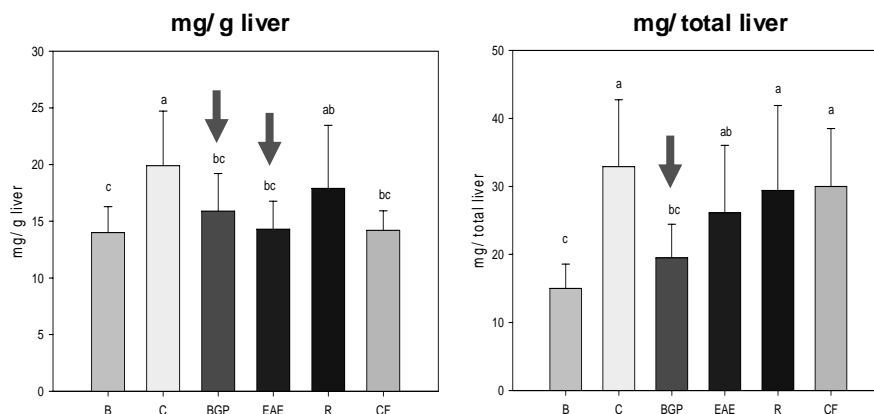 mg/g liver
mg/g liver
30
25
20
15
10
5
0
c
a
bc
bc
ab
bc
B C BGP EAE R CF
mg/total liver
mg/total liver
50
40
30
20
10
0
c
a
bc
ab
a
a
B C BGP EAE R CF